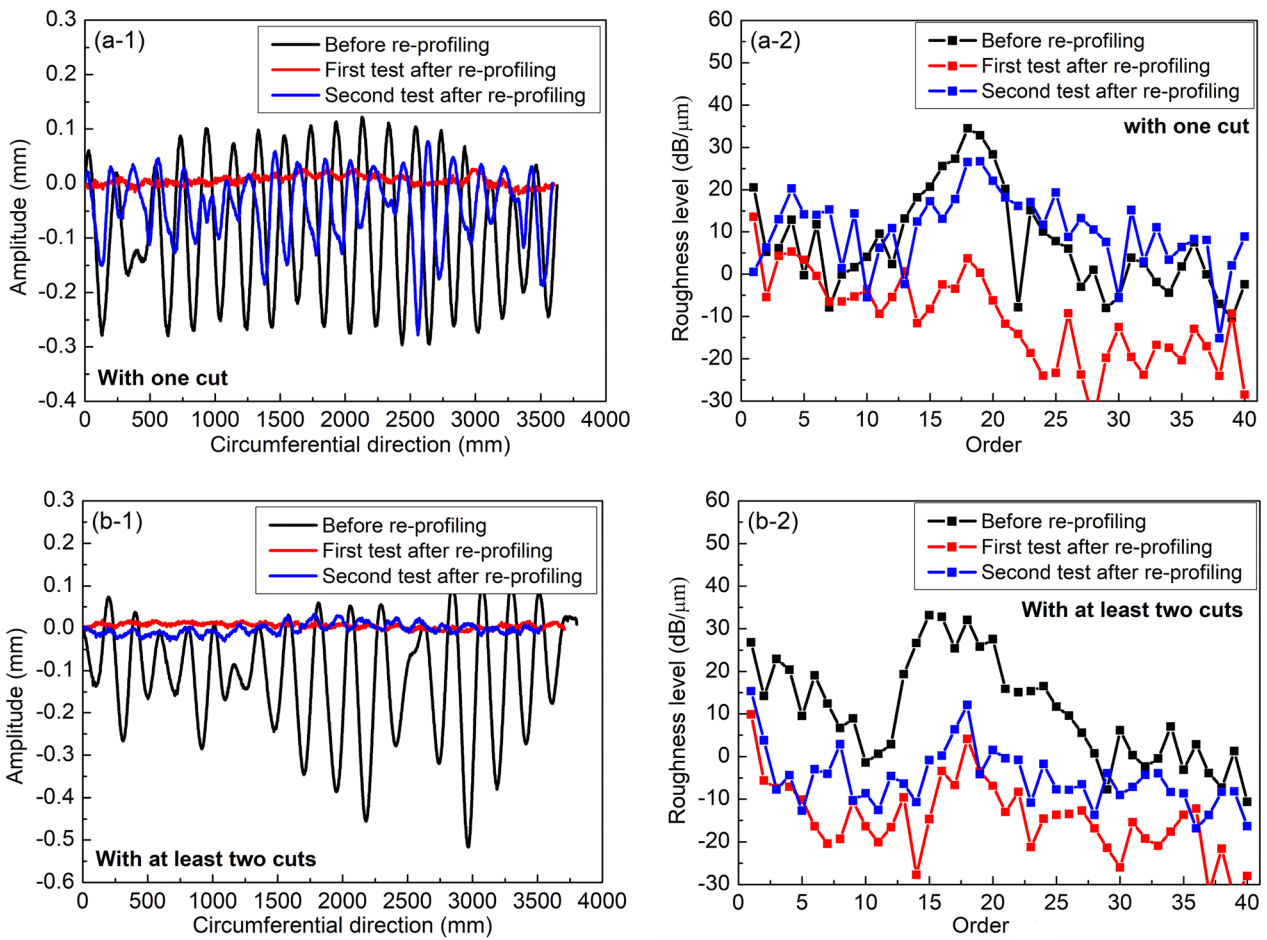 (a-1)
Before re-profiling
First test after re-profiling
Second test after re-profiling
With one cut
Amplitude (mm)
0.3
0.2
0.1
0.0
-0.1
-0.2
-0.3
-0.4
0 500 1000 1500 2000 2500 3000 3500 4000
Circumferential direction (mm)
(a-2)
Before re-profiling
First test after re-profiling
Second test after re-profiling
with one cut
Roughness level (dB/μm)
60
50
40
30
20
10
0
-10
-20
-30
0 5 10 15 20 25 30 35 40
Order
(b-1)
Before re-profiling
First test after re-profiling
Second test after re-profiling
With at least two cuts
Amplitude (mm)
0.3
0.2
0.1
0.0
-0.1
-0.2
-0.3
-0.4
-0.5
-0.6
0 500 1000 1500 2000 2500 3000 3500 4000
Circumferential direction (mm)
(b-2)
Before re-profiling
First test after re-profiling
Second test after re-profiling
With at least two cuts
Roughness level (dB/μm)
60
50
40
30
20
10
0
-10
-20
-30
0 5 10 15 20 25 30 35 40
Order